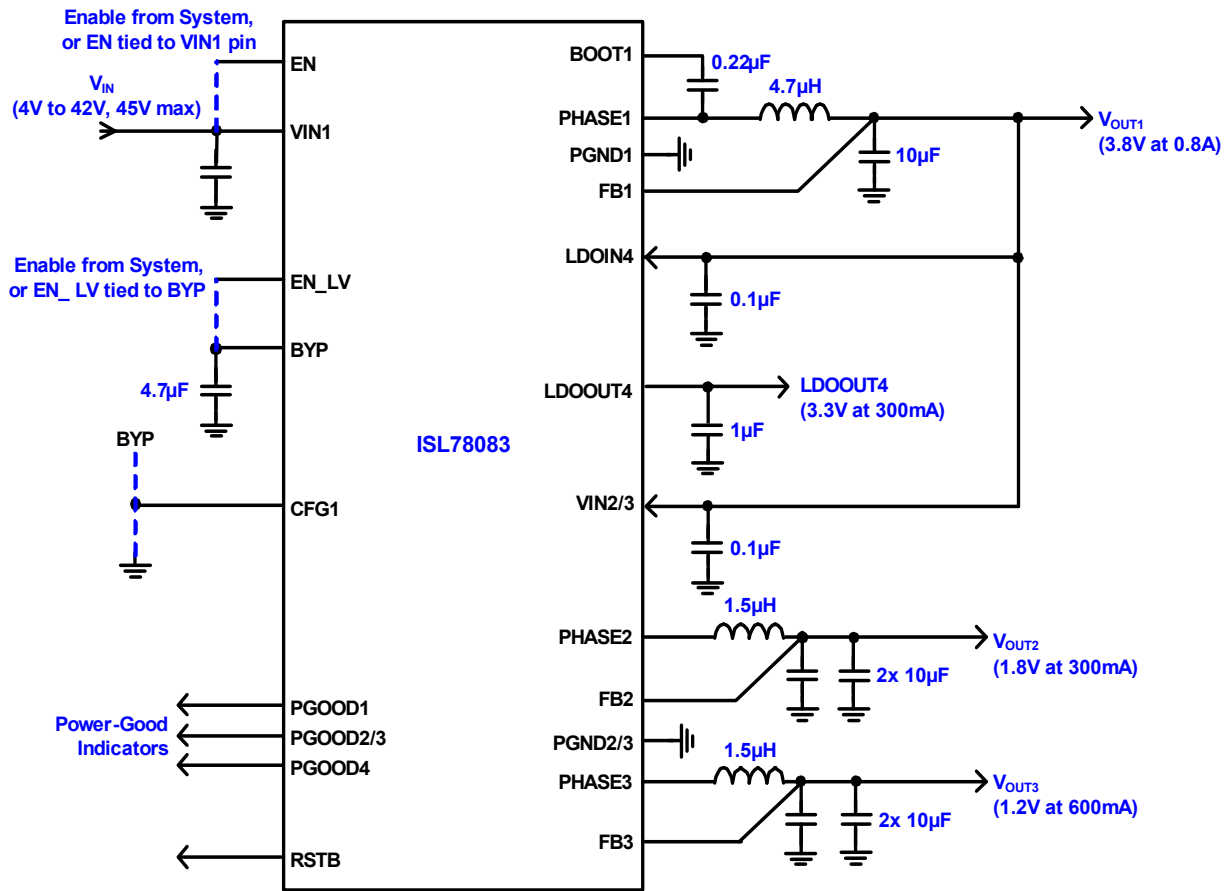 Enable from System,
or EN tied to VIN1 pin
EN
VIN
(4V to 42V, 45V max)
VIN1
Enable from System,
or EN_ LV tied to BYP
EN_LV
BYP
4.7µF
BYP
CFG1
Power-Good
Indicators
PGOOD1
PGOOD2/3
PGOOD4
RSTB
ISL78083
BOOT1
0.22µF
4.7µH
PHASE1
VOUT1
(3.8V at 0.8A)
PGND1
10µF
FB1
LDOIN4
0.1µF
LDOOUT4
LDOOUT4
(3.3V at 300mA)
1µF
VIN2/3
0.1µF
1.5µH
PHASE2
VOUT2
(1.8V at 300mA)
2x 10µF
FB2
PGND2/3
1.5µH
PHASE3
VOUT3
(1.2V at 600mA)
2x 10µF
FB3